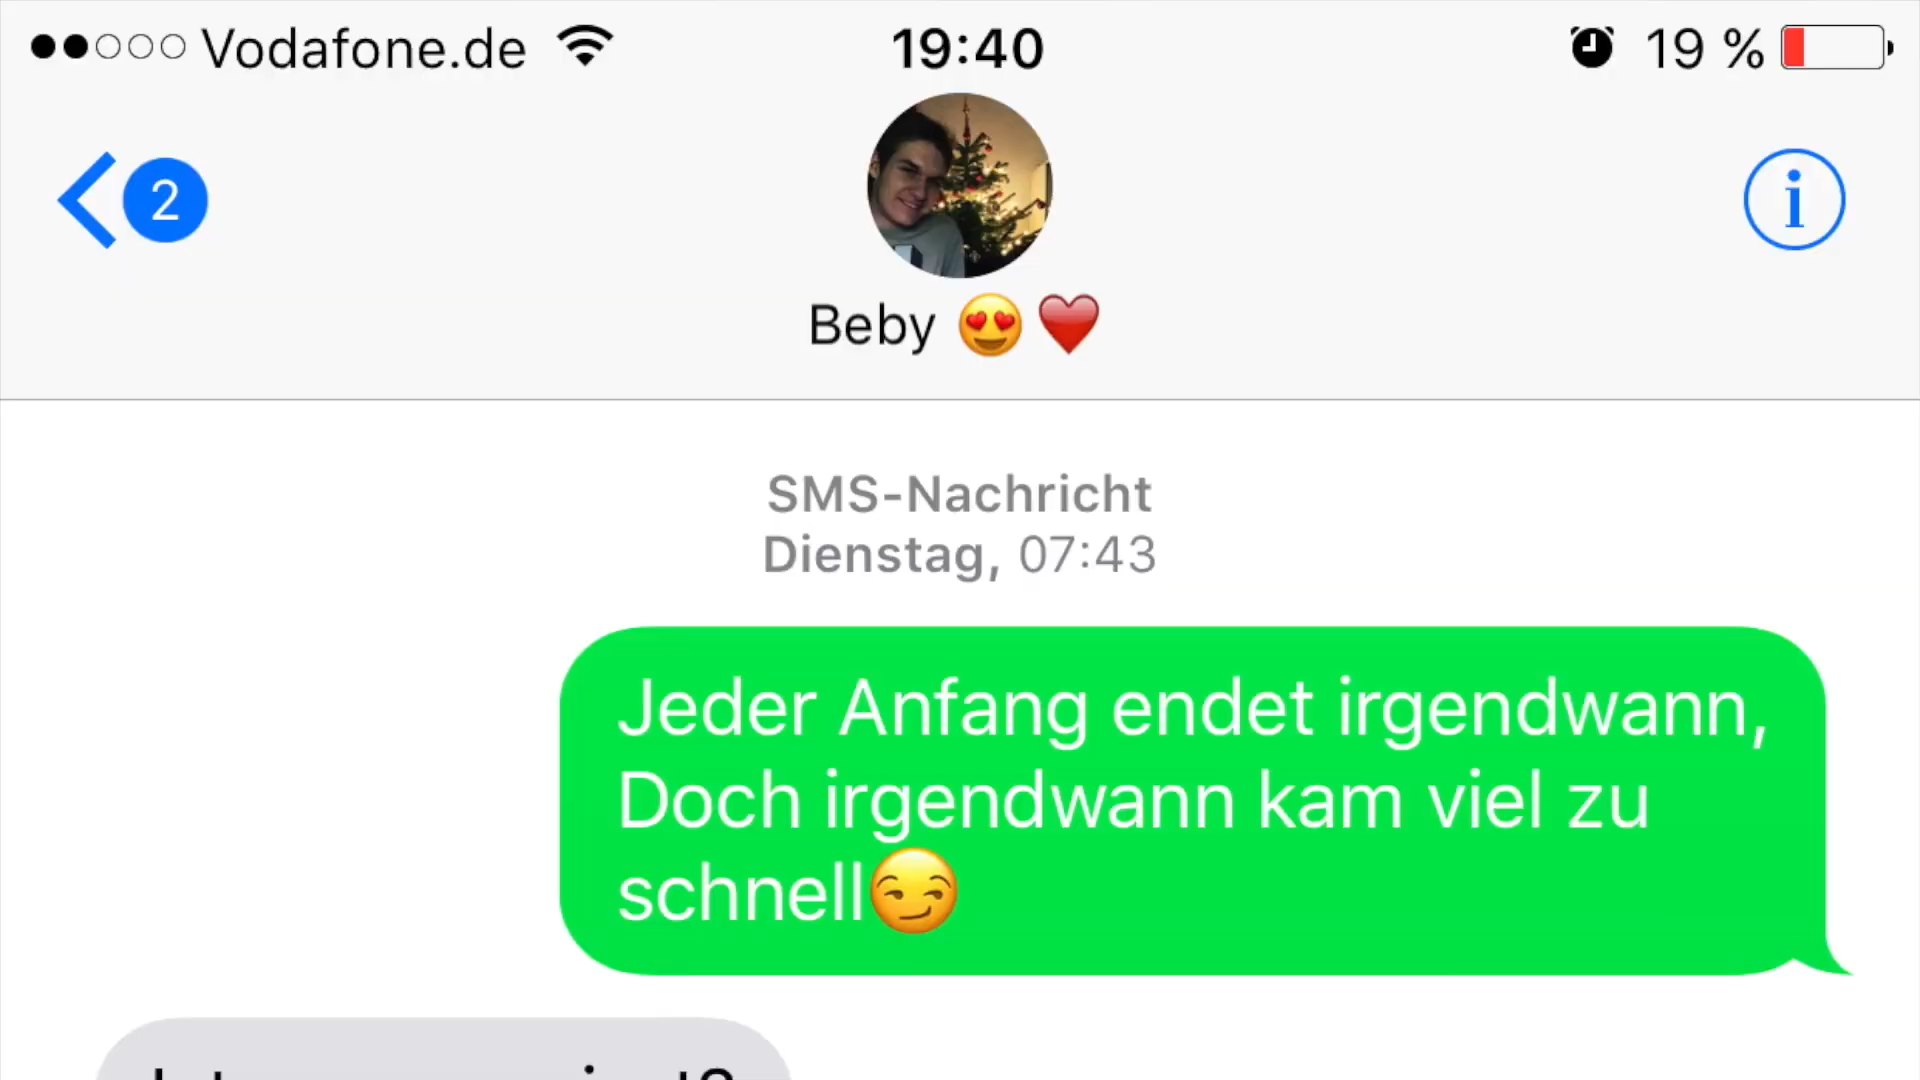 Vodafone.de 19:40 19 %
2
Beby 😍❤️
SMS-Nachricht
Dienstag, 07:43
Jeder Anfang endet irgendwann,
Doch irgendwann kam viel zu
schnell😏